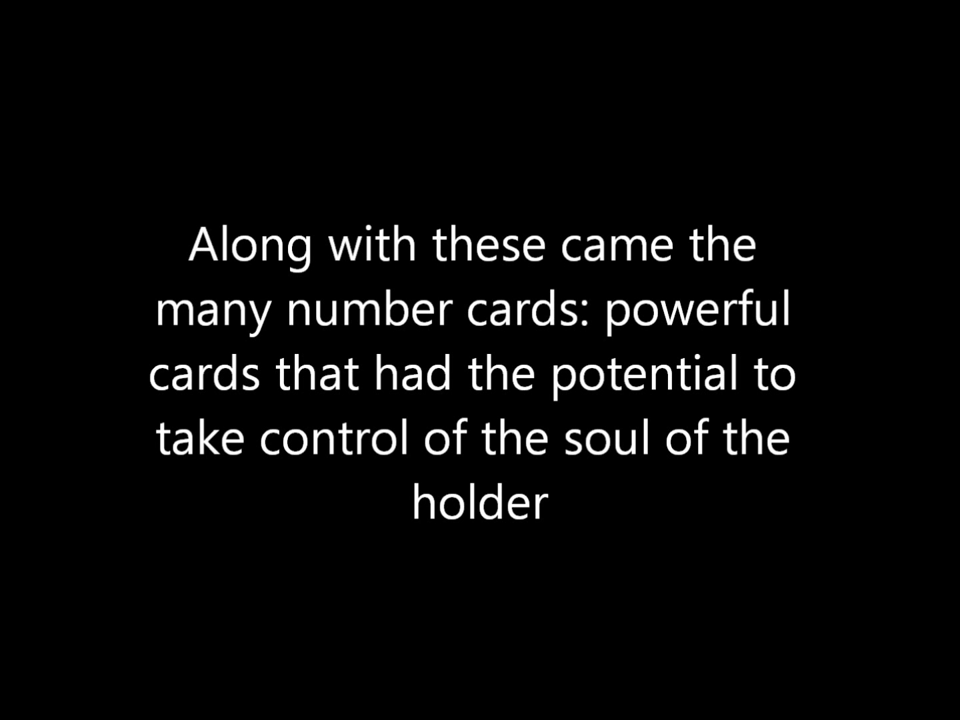 Along with these came the
many number cards: powerful
cards that had the potential to
take control of the soul of the
holder